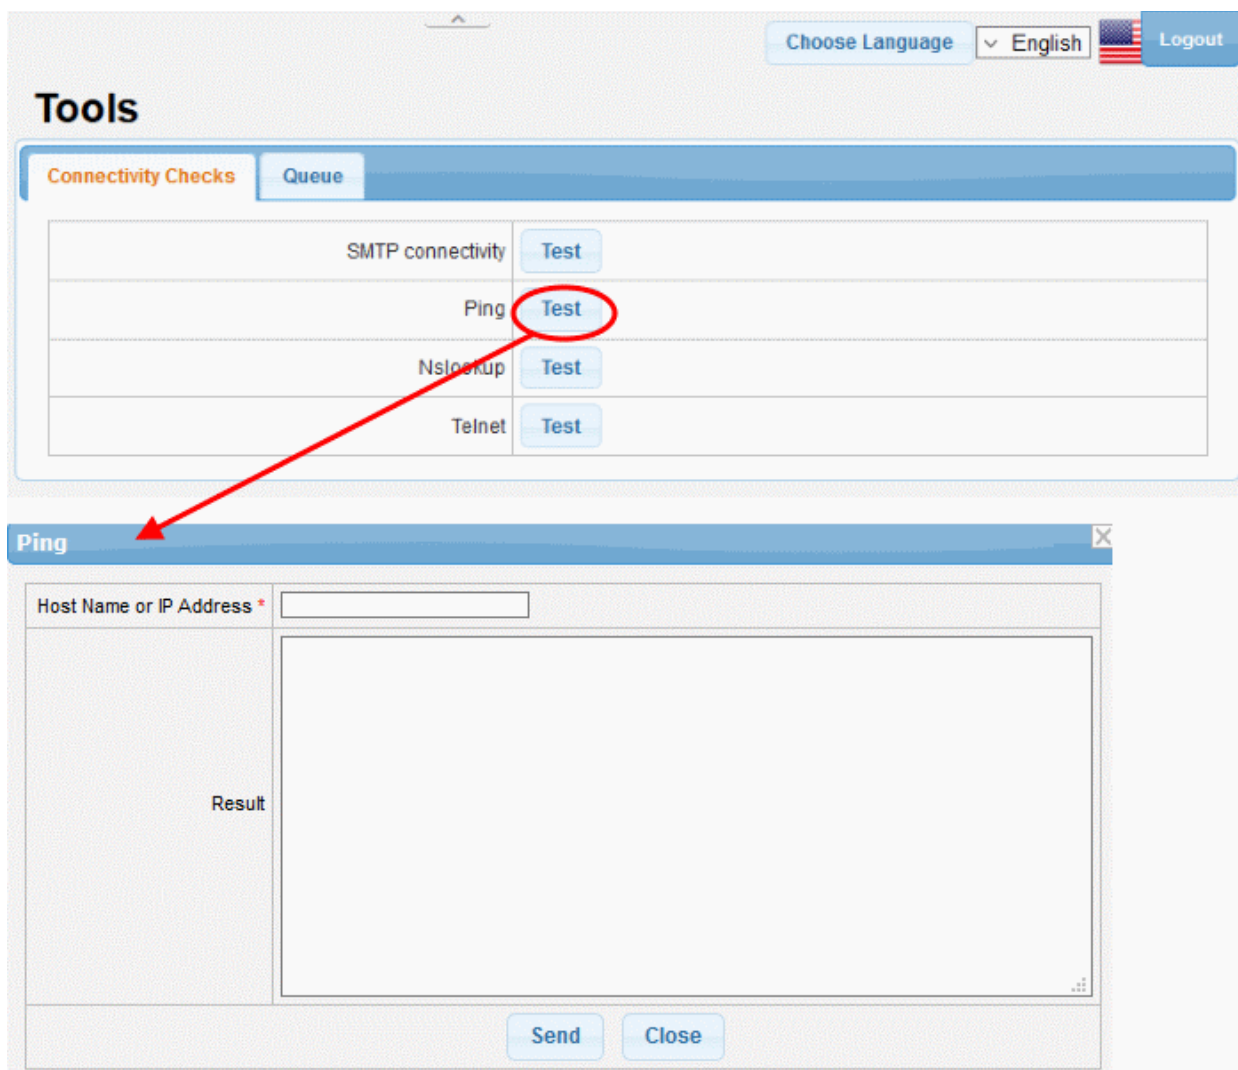 Choose Language English Logout
Tools
Connectivity Checks Queue
SMTP connectivity Test
Ping Test
Nslookup Test
Telnet Test
Ping
Host Name or IP Address *
Result
Send Close